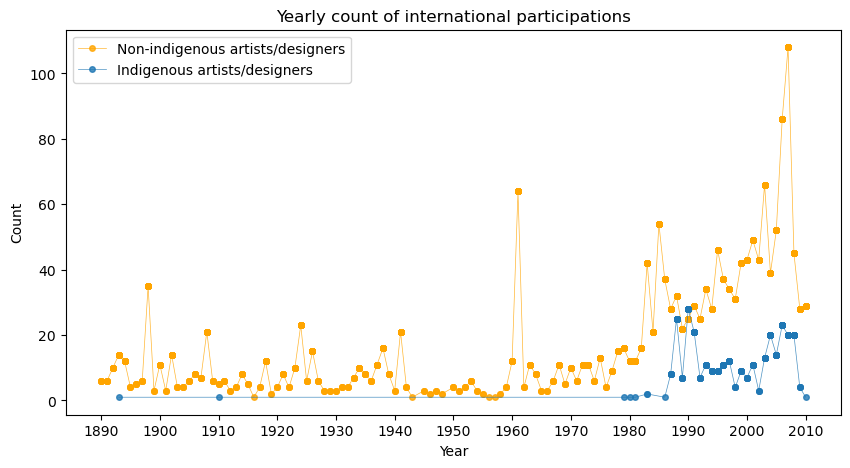 Yearly count of international participations
Non-indigenous artists/designers
Indigenous artists/designers
100
80
60
40
20
0
Count
1890 1900 1910 1920 1930 1940 1950 1960 1970 1980 1990 2000 2010
Year